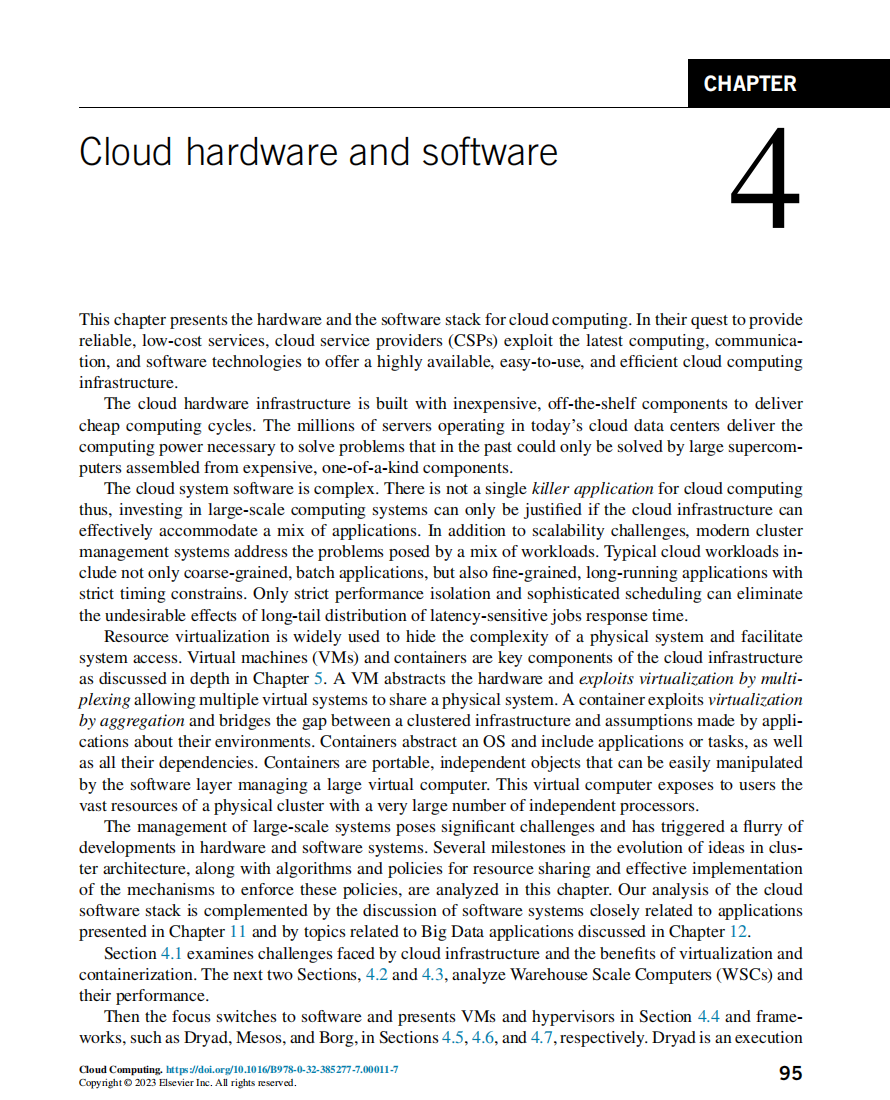 CHAPTER
Cloud hardware and software
4
This chapter presents the hardware and the software stack for cloud computing. In their quest to provide
reliable, low-cost services, cloud service providers (CSPs) exploit the latest computing, communica-
tion, and software technologies to offer a highly available, easy-to-use, and efficient cloud computing
infrastructure.
The cloud hardware infrastructure is built with inexpensive, off-the-shelf components to deliver
cheap computing cycles. The millions of servers operating in today's cloud data centers deliver the
computing power necessary to solve problems that in the past could only be solved by large supercom-
puters assembled from expensive, one-of-a-kind components.
The cloud system software is complex. There is not a single killer application for cloud computing
thus, investing in large-scale computing systems can only be justified if the cloud infrastructure can
effectively accommodate a mix of applications. In addition to scalability challenges, modern cluster
management systems address the problems posed by a mix of workloads. Typical cloud workloads in-
clude not only coarse-grained, batch applications, but also fine-grained, long-running applications with
strict timing constrains. Only strict performance isolation and sophisticated scheduling can eliminate
the undesirable effects of long-tail distribution of latency-sensitive jobs response time.
Resource virtualization is widely used to hide the complexity of a physical system and facilitate
system access. Virtual machines (VMs) and containers are key components of the cloud infrastructure
as discussed in depth in Chapter 5. A VM abstracts the hardware and exploits virtualization by multi-
plexing allowing multiple virtual systems to share a physical system. A container exploits virtualization
by aggregation and bridges the gap between a clustered infrastructure and assumptions made by appli-
cations about their environments. Containers abstract an OS and include applications or tasks, as well
as all their dependencies. Containers are portable, independent objects that can be easily manipulated
by the software layer managing a large virtual computer. This virtual computer exposes to users the
vast resources of a physical cluster with a very large number of independent processors.
The management of large-scale systems poses significant challenges and has triggered a flurry of
developments in hardware and software systems. Several milestones in the evolution of ideas in clus-
ter architecture, along with algorithms and policies for resource sharing and effective implementation
of the mechanisms to enforce these policies, are analyzed in this chapter. Our analysis of the cloud
software stack is complemented by the discussion of software systems closely related to applications
presented in Chapter 11 and by topics related to Big Data applications discussed in Chapter 12.
Section 4.1 examines challenges faced by cloud infrastructure and the benefits of virtualization and
containerization. The next two Sections, 4.2 and 4.3, analyze Warehouse Scale Computers (WSCs) and
their performance.
Then the focus switches to software and presents VMs and hypervisors in Section 4.4 and frame-
works, such as Dryad, Mesos, and Borg, in Sections 4.5, 4.6, and 4.7, respectively. Dryad is an execution
Cloud Computing. https://doi.org/10.1016/B978-0-32-385277-7.00011-7
Copyright © 2023 Elsevier Inc. All rights reserved.
95